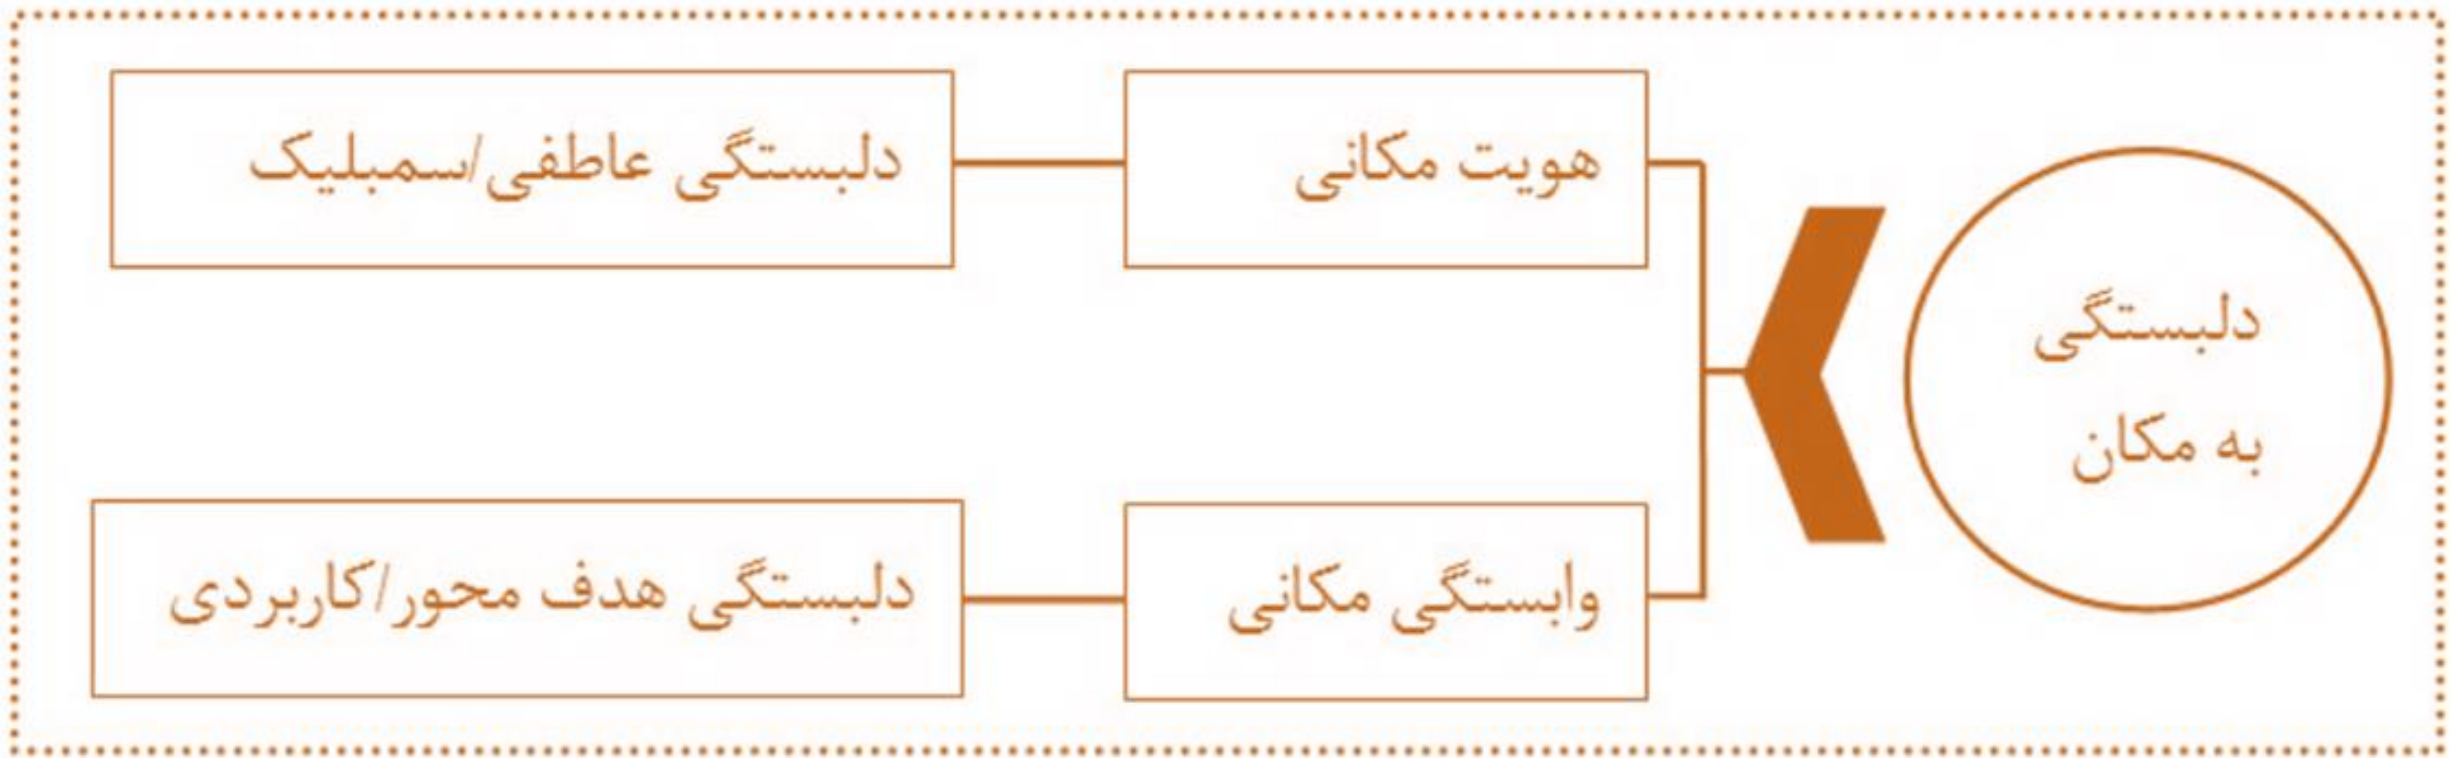 دلبستگی
به مکان
هویت مکانی
دلبستگی عاطفی/سمبلیک
وابستگی مکانی
دلبستگی هدف محور/کاربردی